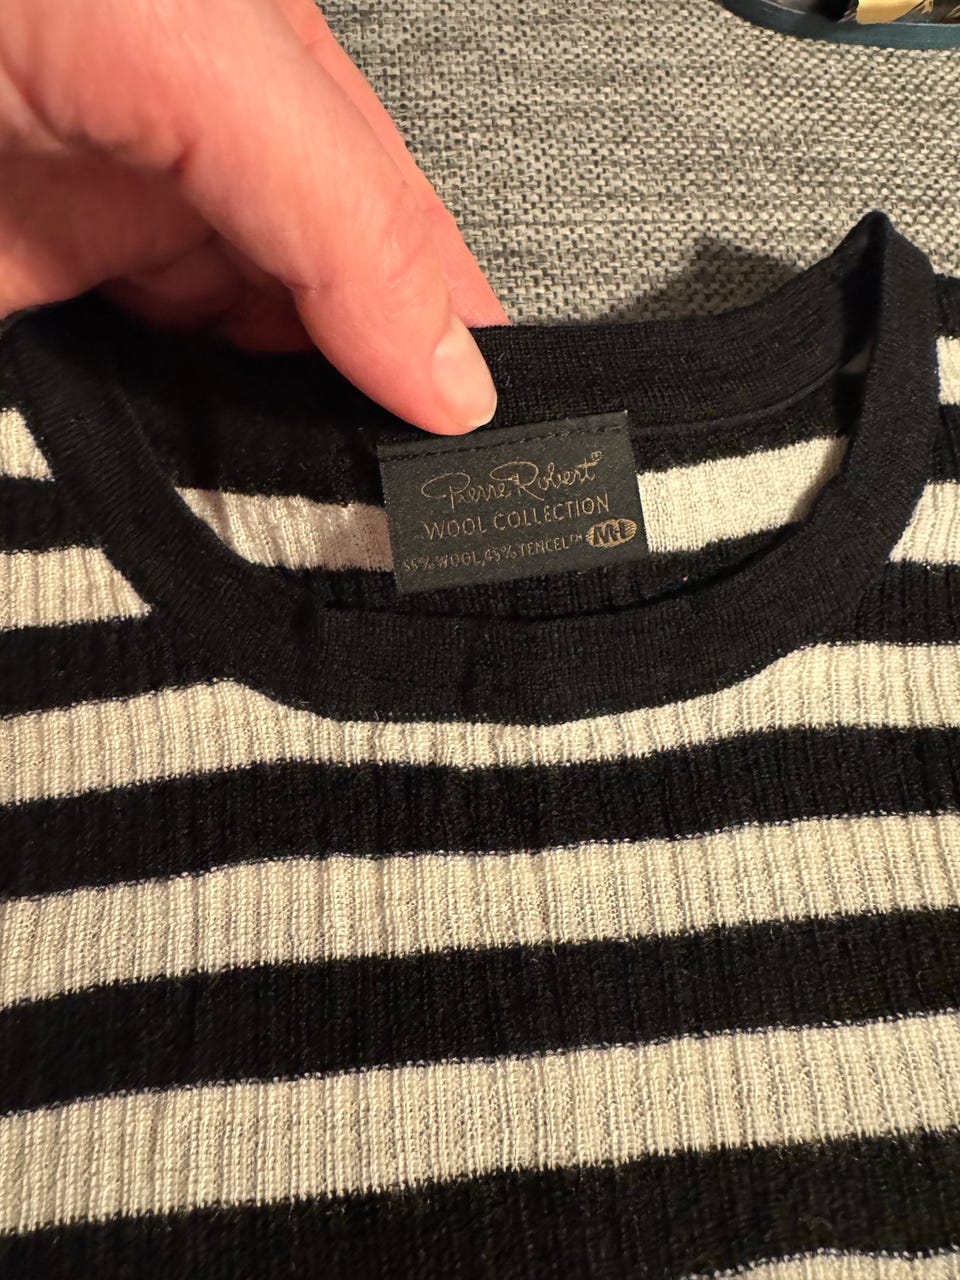 Pierre Robert®
WOOL COLLECTION
55% WOOL, 45% TENCEL™ M-L